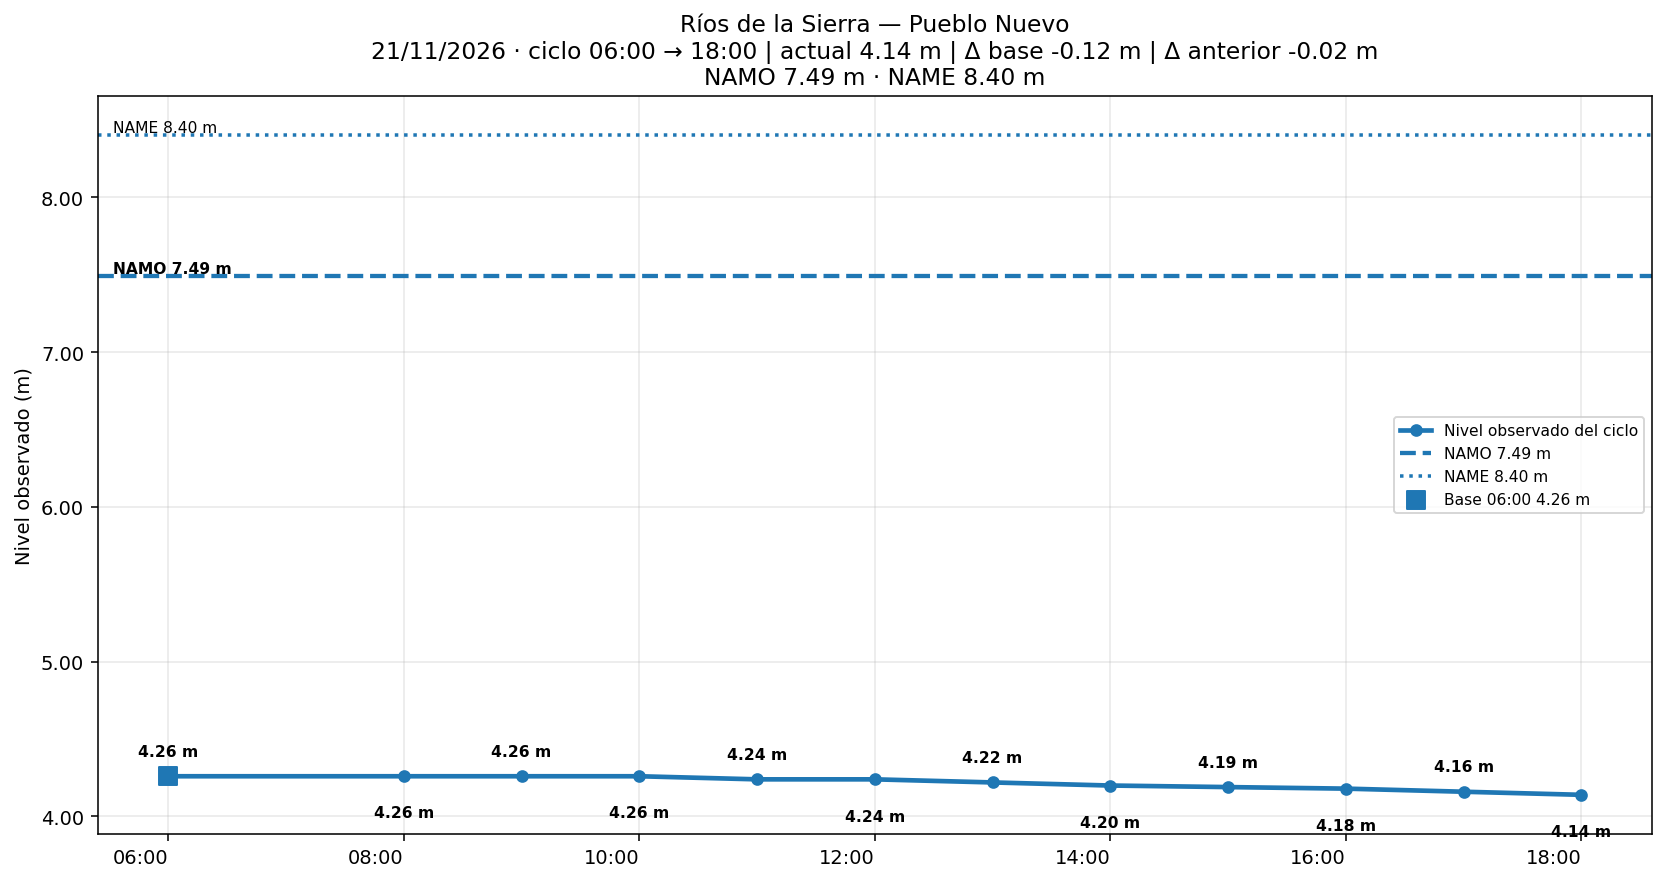 Ríos de la Sierra — Pueblo Nuevo
21/11/2026 · ciclo 06:00 → 18:00 | actual 4.14 m | Δ base -0.12 m | Δ anterior -0.02 m
NAMO 7.49 m · NAME 8.40 m
NAME 8.40 m
8.00
NAMO 7.49 m
7.00
Nivel observado (m)
Nivel observado del ciclo
NAMO 7.49 m
NAME 8.40 m
Base 06:00 4.26 m
6.00
5.00
4.26 m
4.26 m
4.24 m
4.22 m
4.19 m
4.16 m
4.00
4.26 m
4.26 m
4.24 m
4.20 m
4.18 m
4.14 m
06:00
08:00
10:00
12:00
14:00
16:00
18:00